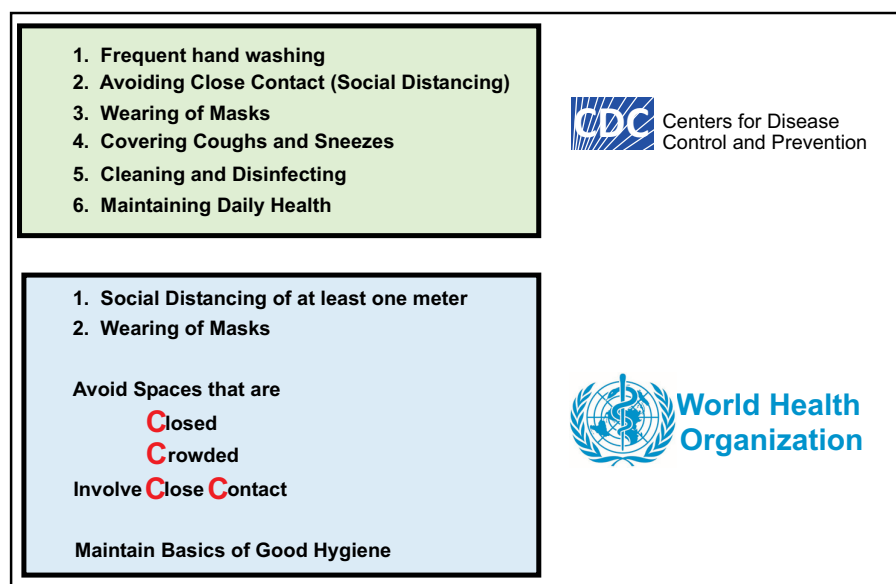 1. Frequent hand washing
2. Avoiding Close Contact (Social Distancing)
3. Wearing of Masks
4. Covering Coughs and Sneezes
5. Cleaning and Disinfecting
6. Maintaining Daily Health
CDC
Centers for Disease
Control and Prevention
1. Social Distancing of at least one meter
2. Wearing of Masks
Avoid Spaces that are
Closed
Crowded
Involve Close Contact
Maintain Basics of Good Hygiene
World Health
Organization